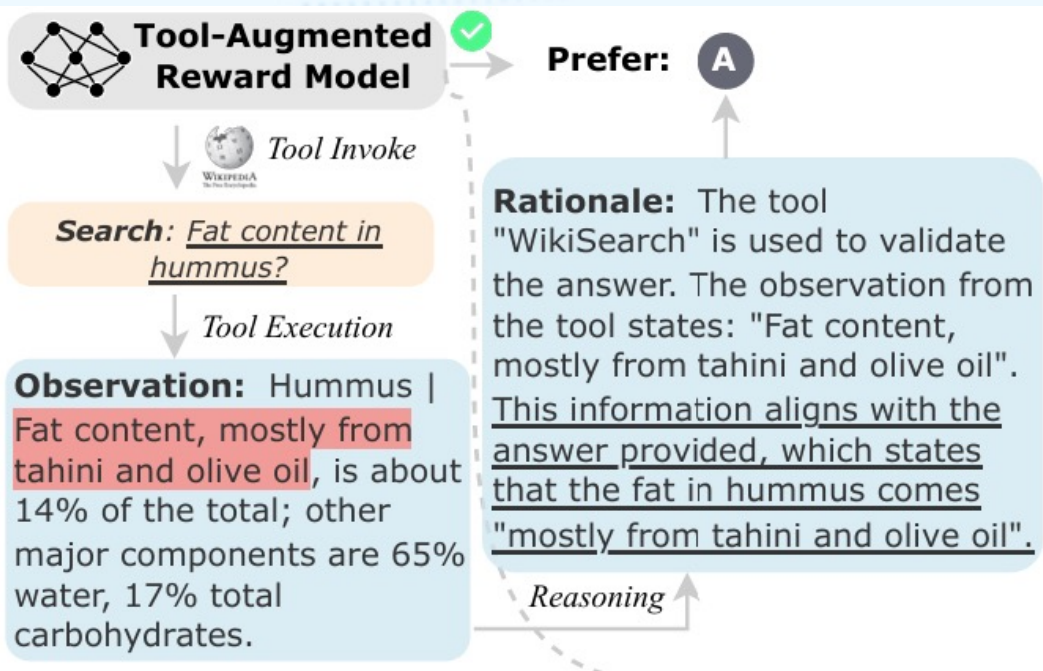 Tool-Augmented
Reward Model
Prefer: A
Tool Invoke
WIKIPEDIA
The Free Encyclopedia
Search: Fat content in
hummus?
Tool Execution
Observation: Hummus |
Fat content, mostly from
tahini and olive oil, is about
14% of the total; other
major components are 65%
water, 17% total
carbohydrates.
Reasoning
Rationale: The tool
"WikiSearch" is used to validate
the answer. The observation from
the tool states: "Fat content,
mostly from tahini and olive oil".
This information aligns with the
answer provided, which states
that the fat in hummus comes
"mostly from tahini and olive oil".